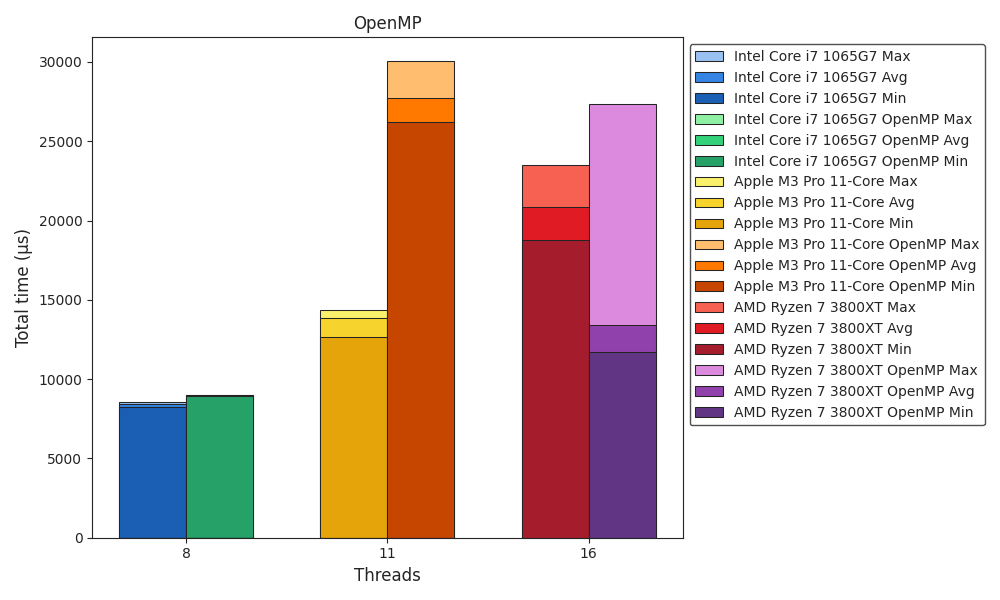 OpenMP
Total time (µs)
30000
25000
20000
15000
10000
5000
0
8
11
16
Threads
Intel Core i7 1065G7 Max
Intel Core i7 1065G7 Avg
Intel Core i7 1065G7 Min
Intel Core i7 1065G7 OpenMP Max
Intel Core i7 1065G7 OpenMP Avg
Intel Core i7 1065G7 OpenMP Min
Apple M3 Pro 11-Core Max
Apple M3 Pro 11-Core Avg
Apple M3 Pro 11-Core Min
Apple M3 Pro 11-Core OpenMP Max
Apple M3 Pro 11-Core OpenMP Avg
Apple M3 Pro 11-Core OpenMP Min
AMD Ryzen 7 3800XT Max
AMD Ryzen 7 3800XT Avg
AMD Ryzen 7 3800XT Min
AMD Ryzen 7 3800XT OpenMP Max
AMD Ryzen 7 3800XT OpenMP Avg
AMD Ryzen 7 3800XT OpenMP Min